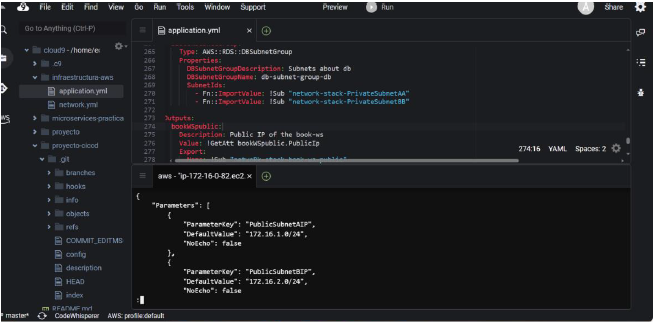 File Edit Find View Go Run Tools Window Support Preview Run Share
Go to Anything (Ctrl-P)
cloud9 - /home/e
.c9
infraestructura-aws
application.yml
network.yml
microservices-practica
proyecto
proyecto-cicod
.git
branches
hooks
info
objects
refs
COMMIT_EDITMS
config
description
HEAD
index
README.md
application.yml
265 Type: AWS::RDS::DBSubnetGroup
266 Properties:
267 DBSubnetGroupDescription: Subnets about db
268 DBSubnetGroupName: db-subnet-group-db
269 SubnetIds:
270 - Fn::ImportValue: !Sub "network-stack-PrivateSubnetAA"
271 - Fn::ImportValue: !Sub "network-stack-PrivateSubnetBB"
272
273 Outputs:
274 bookWSpublic:
275 Description: Public IP of the book-ws
276 Value: !GetAtt bookWSpublic.PublicIp
277 Export:
278
274:16 YAML Spaces: 2
aws - "ip-172-16-0-82.ec2
{
"Parameters": [
{
"ParameterKey": "PublicSubnetAIP",
"DefaultValue": "172.16.1.0/24",
"NoEcho": false
},
{
"ParameterKey": "PublicSubnetBIP",
"DefaultValue": "172.16.2.0/24",
"NoEcho": false
:
master* CodeWhisperer AWS: profile:default